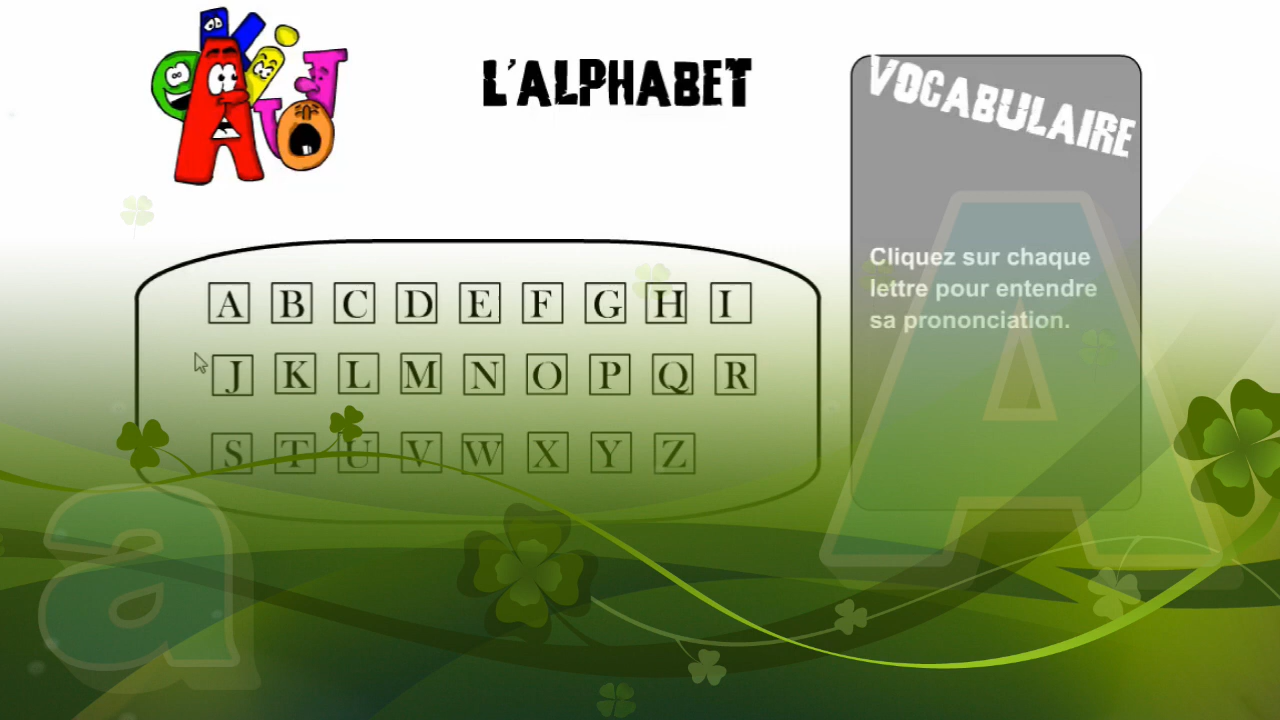 L'ALPHABET
VOCABULAIRE
Cliquez sur chaque
lettre pour entendre
sa prononciation.
A B C D E F G H I
J K L M N O P Q R
S T U V W X Y Z
A
a